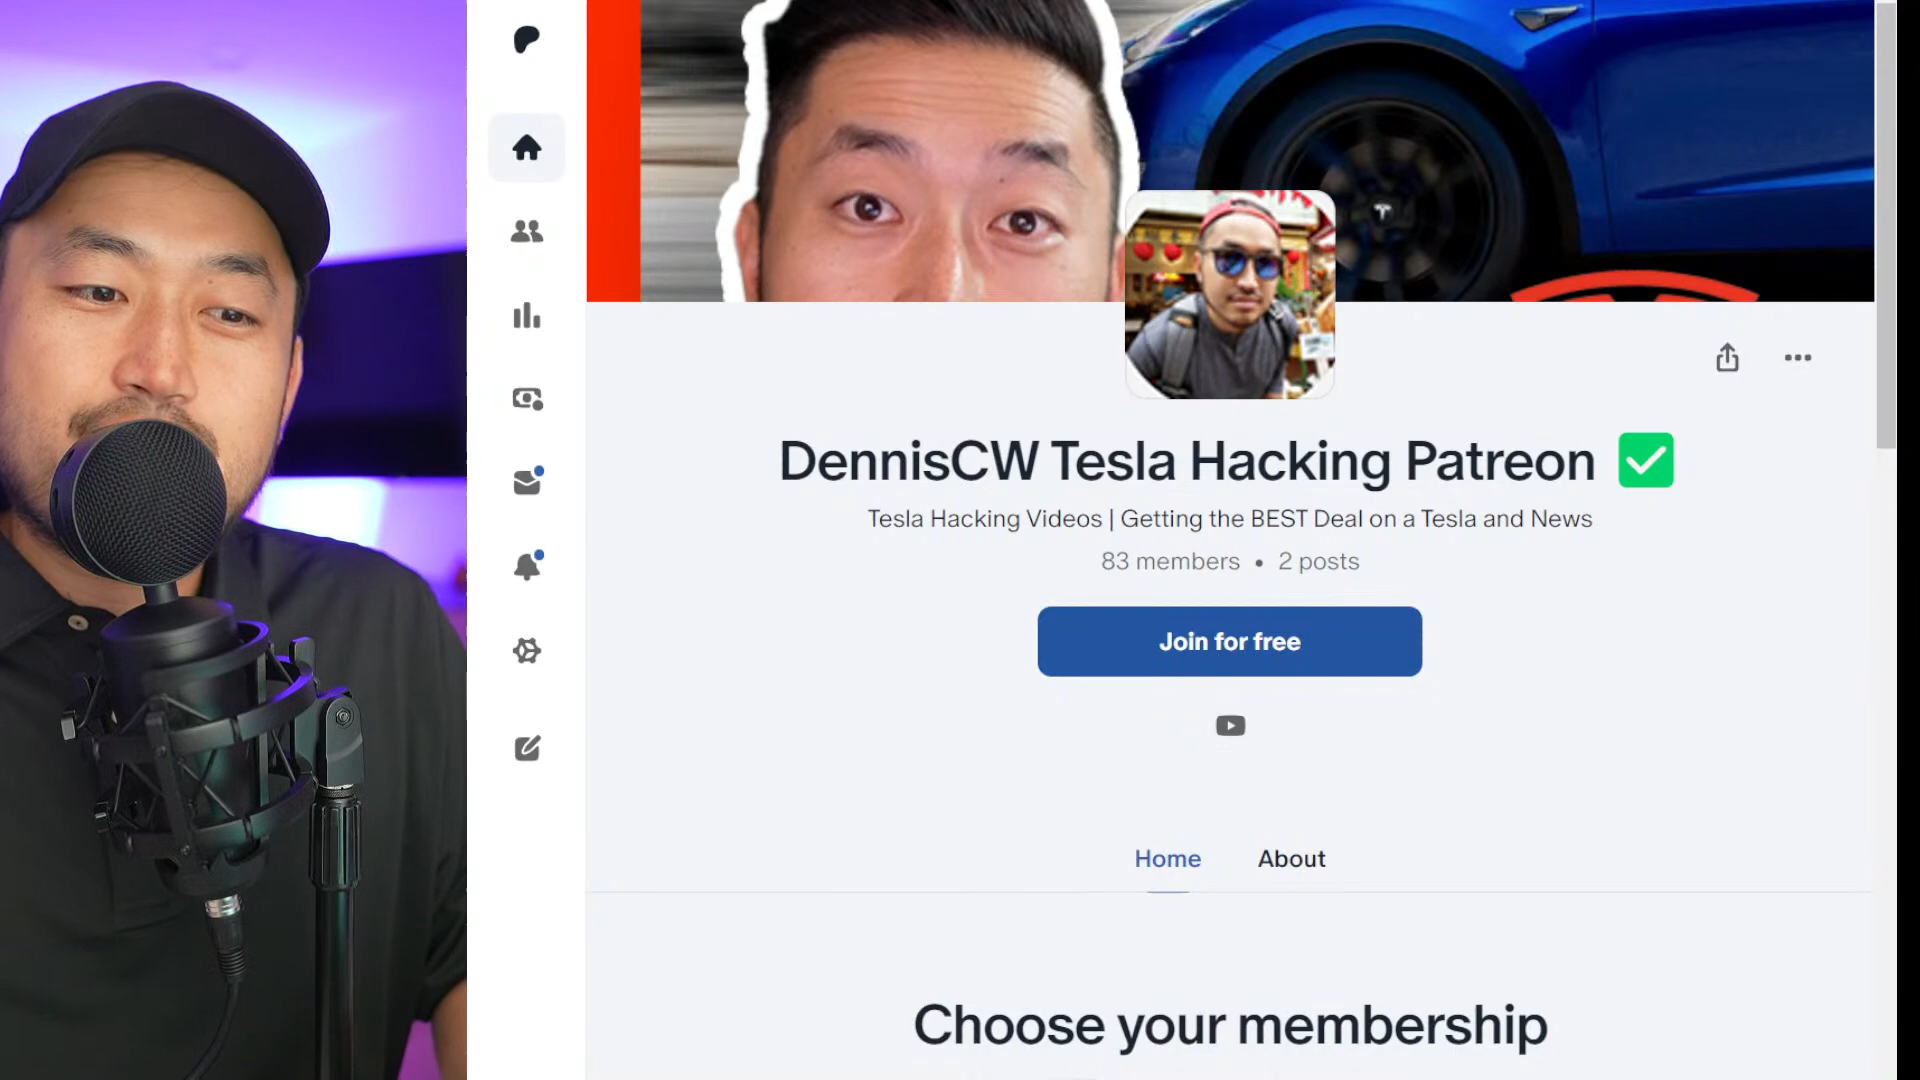 DennisCW Tesla Hacking Patreon ✅
Tesla Hacking Videos | Getting the BEST Deal on a Tesla and News
83 members • 2 posts
Join for free
Home About
Choose your membership